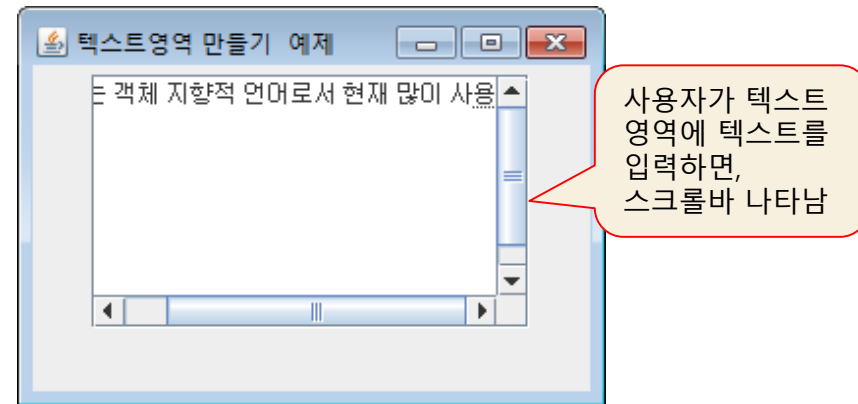 텍스트영역 만들기 예제
는 객체 지향적 언어로서 현재 많이 사용
사용자가 텍스트
영역에 텍스트를
입력하면,
스크롤바 나타남